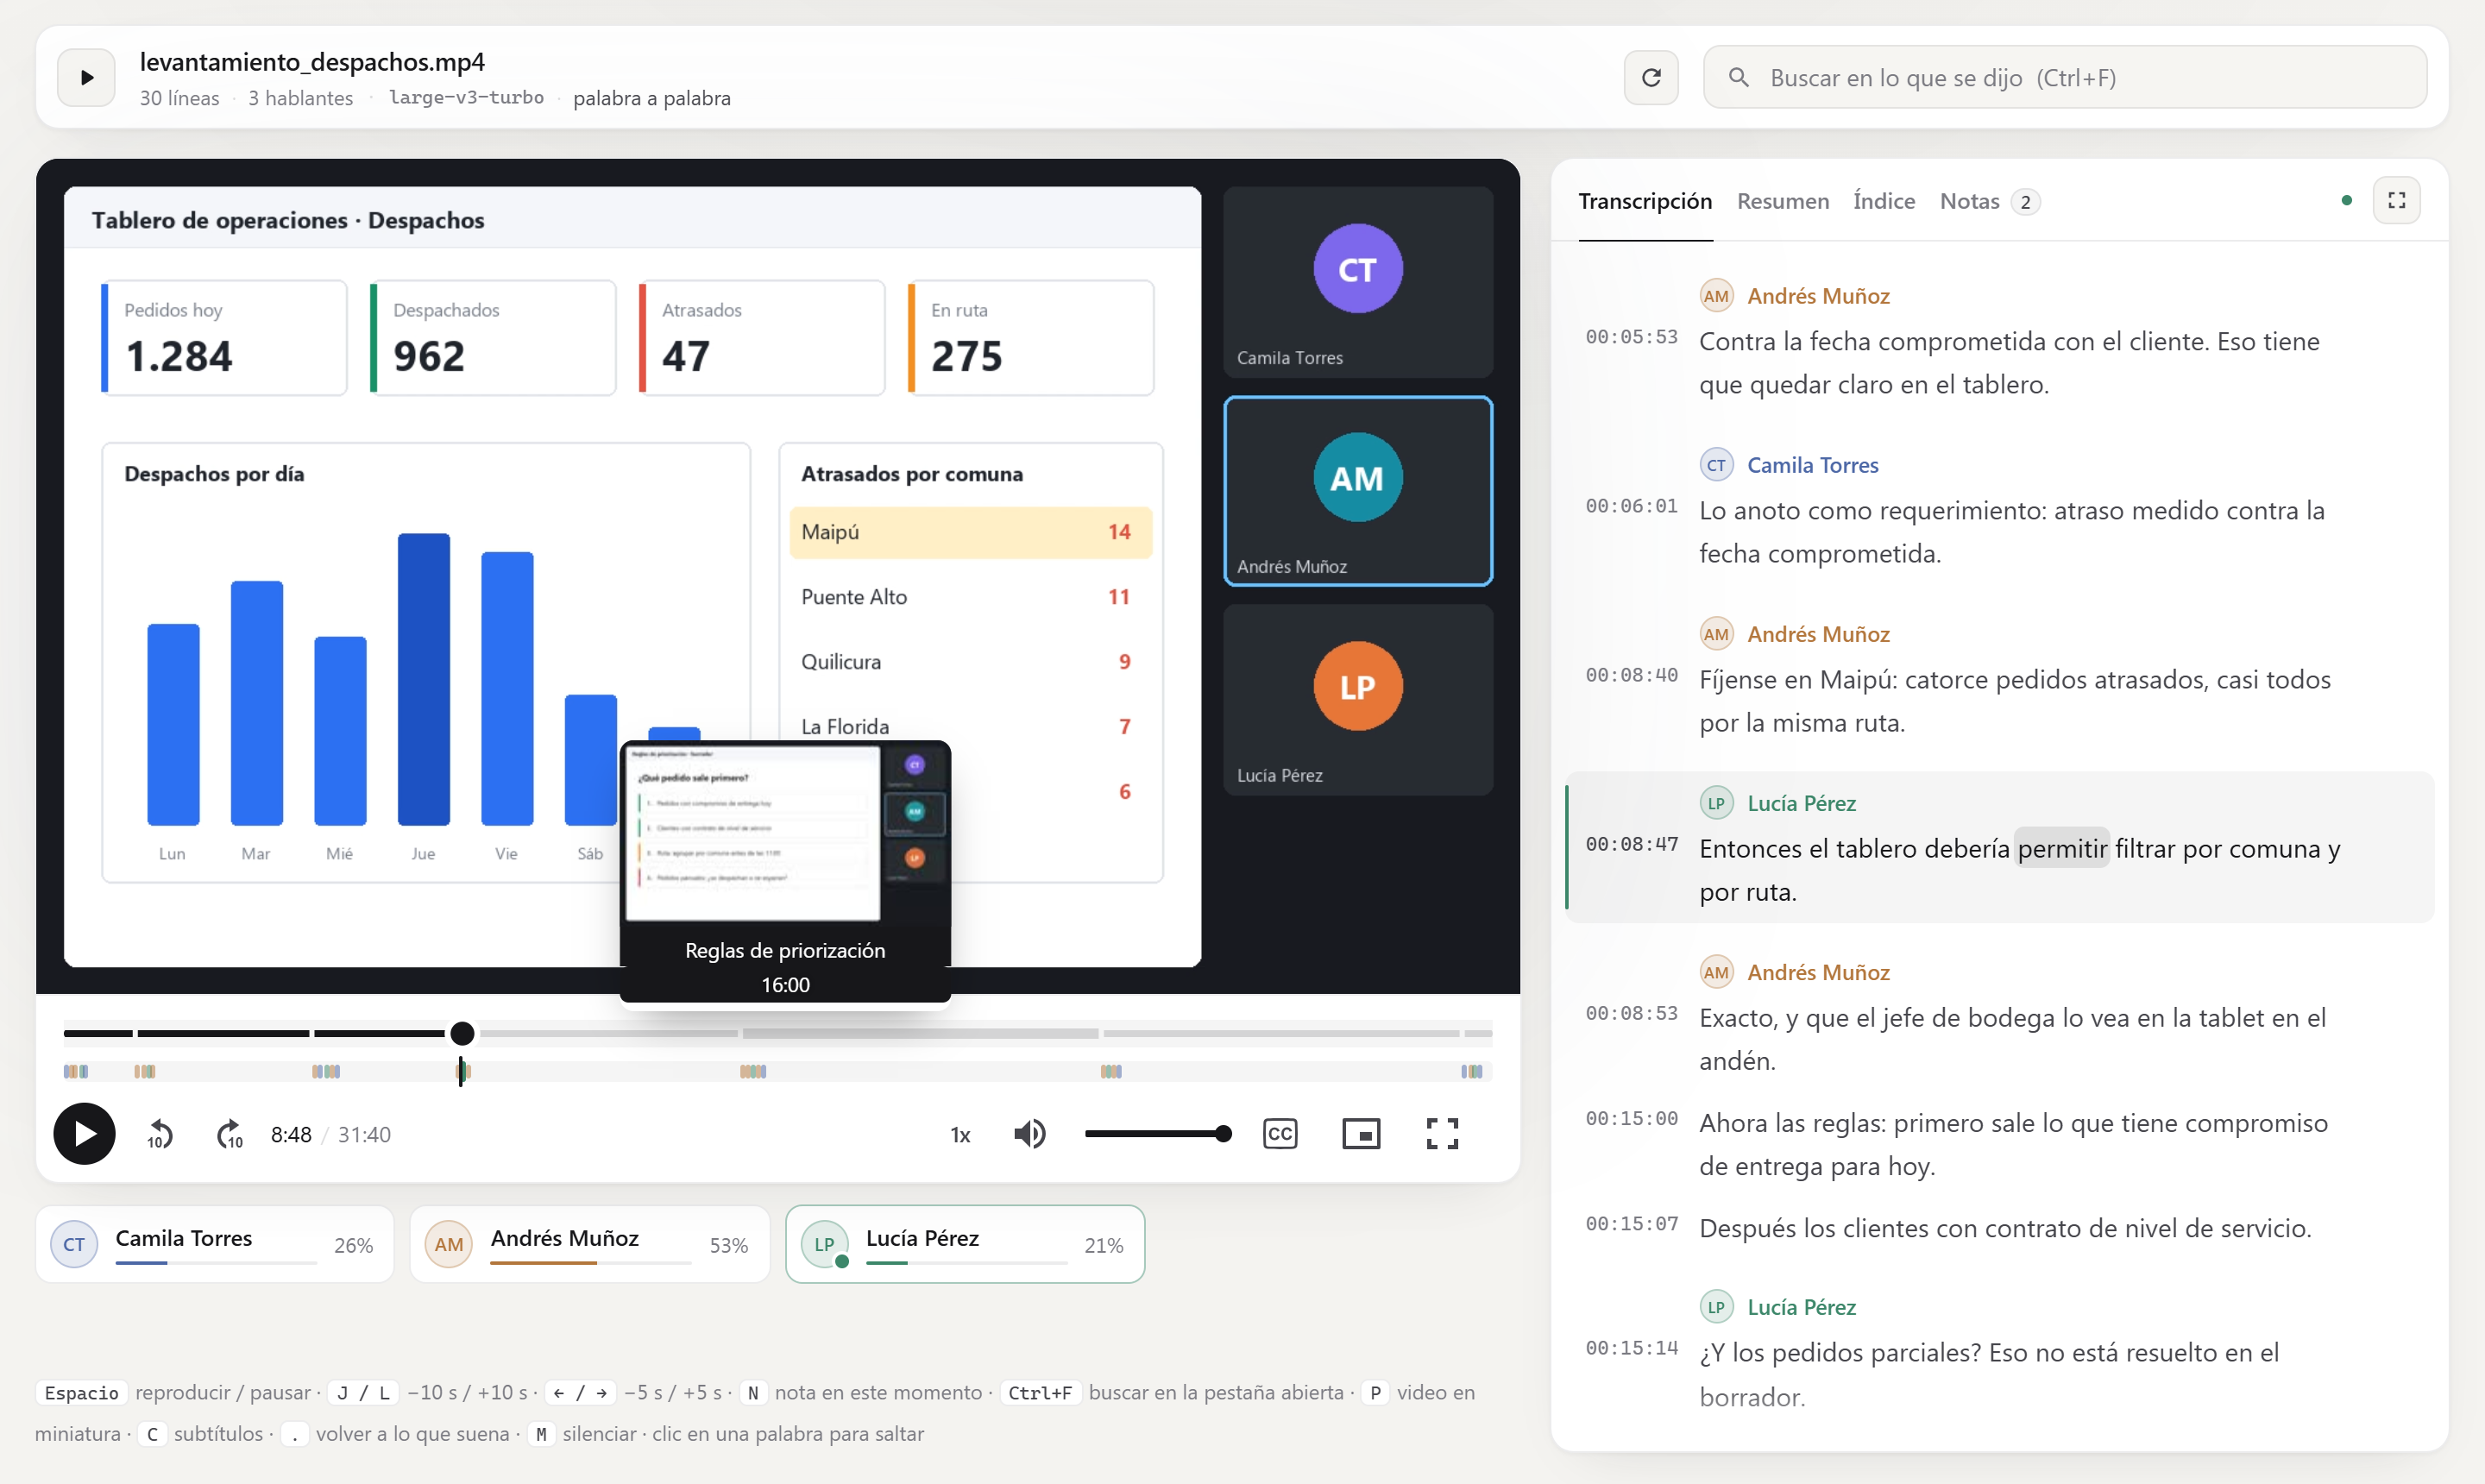 levantamiento_despachos.mp4
30 líneas · 3 hablantes · large-v3-turbo · palabra a palabra
Buscar en lo que se dijo (Ctrl+F)
Tablero de operaciones · Despachos
Pedidos hoy
1.284
Despachados
962
Atrasados
47
En ruta
275
Despachos por día
Lun Mar Mié Jue Vie Sáb
Atrasados por comuna
Maipú 14
Puente Alto 11
Quilicura 9
La Florida 7
6
CT
Camila Torres
AM
Andrés Muñoz
LP
Lucía Pérez
¿Qué pedido sale primero?
CT
AM
LP
Reglas de priorización
16:00
10
10
8:48 / 31:40
1x
CC
CT Camila Torres 26%
AM Andrés Muñoz 53%
LP Lucía Pérez 21%
Espacio reproducir / pausar · J / L −10 s / +10 s · ← / → −5 s / +5 s · N nota en este momento · Ctrl+F buscar en la pestaña abierta · P video en
miniatura · C subtítulos · . volver a lo que suena · M silenciar · clic en una palabra para saltar
Transcripción Resumen Índice Notas 2
AM Andrés Muñoz
00:05:53 Contra la fecha comprometida con el cliente. Eso tiene
que quedar claro en el tablero.
CT Camila Torres
00:06:01 Lo anoto como requerimiento: atraso medido contra la
fecha comprometida.
AM Andrés Muñoz
00:08:40 Fíjense en Maipú: catorce pedidos atrasados, casi todos
por la misma ruta.
LP Lucía Pérez
00:08:47 Entonces el tablero debería permitir filtrar por comuna y
por ruta.
AM Andrés Muñoz
00:08:53 Exacto, y que el jefe de bodega lo vea en la tablet en el
andén.
00:15:00 Ahora las reglas: primero sale lo que tiene compromiso
de entrega para hoy.
00:15:07 Después los clientes con contrato de nivel de servicio.
LP Lucía Pérez
00:15:14 ¿Y los pedidos parciales? Eso no está resuelto en el
borrador.